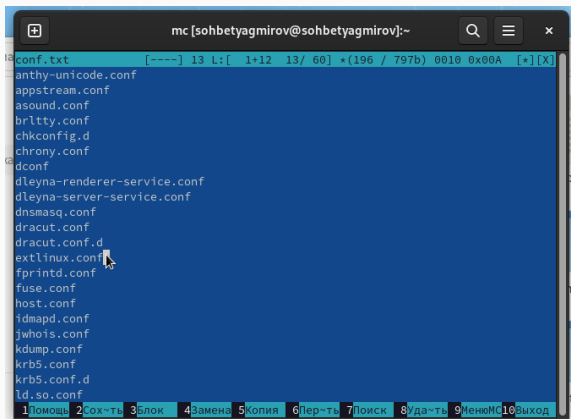 mc [sohbetyagmirov@sohbetyagmirov]:~
conf.txt [----] 13 L:[ 1+12 13/ 60] *(196 / 797b) 0010 0x00A [*][X]
anthy-unicode.conf
appstream.conf
asound.conf
brltty.conf
chkconfig.d
chrony.conf
dconf
dleyna-renderer-service.conf
dleyna-server-service.conf
dnsmasq.conf
dracut.conf
dracut.conf.d
extlinux.conf
fprintd.conf
fuse.conf
host.conf
idmapd.conf
jwhois.conf
kdump.conf
krb5.conf
krb5.conf.d
ld.so.conf
1Помощь 2Сох~ть 3Блок 4Замена 5Копия 6Пер~ть 7Поиск 8Уда~ть 9МенюMC 10Выход